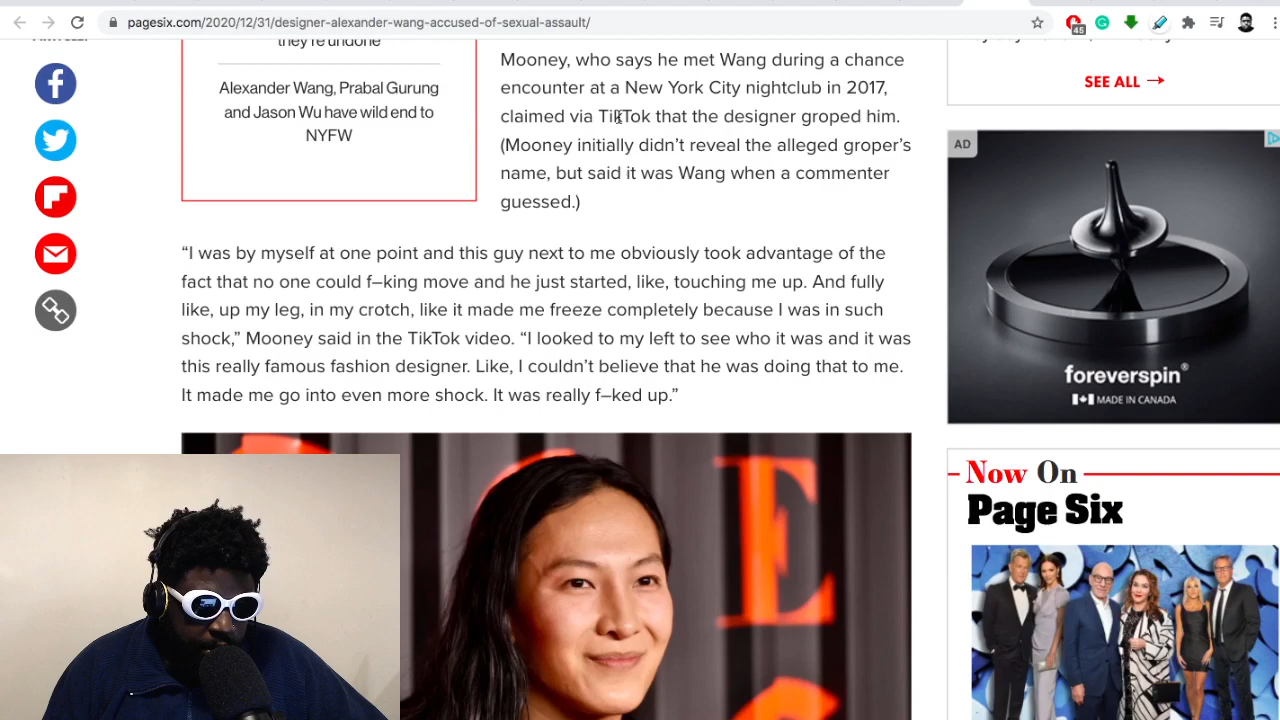 pagesix.com/2020/12/31/designer-alexander-wang-accused-of-sexual-assault/
45
they're undone
Alexander Wang, Prabal Gurung
and Jason Wu have wild end to
NYFW
Mooney, who says he met Wang during a chance
encounter at a New York City nightclub in 2017,
claimed via TikTok that the designer groped him.
(Mooney initially didn’t reveal the alleged groper’s
name, but said it was Wang when a commenter
guessed.)
“I was by myself at one point and this guy next to me obviously took advantage of the
fact that no one could f–king move and he just started, like, touching me up. And fully
like, up my leg, in my crotch, like it made me freeze completely because I was in such
shock,” Mooney said in the TikTok video. “I looked to my left to see who it was and it was
this really famous fashion designer. Like, I couldn’t believe that he was doing that to me.
It made me go into even more shock. It was really f–ked up.”
SEE ALL →
AD
foreverspin®
MADE IN CANADA
Now On
Page Six